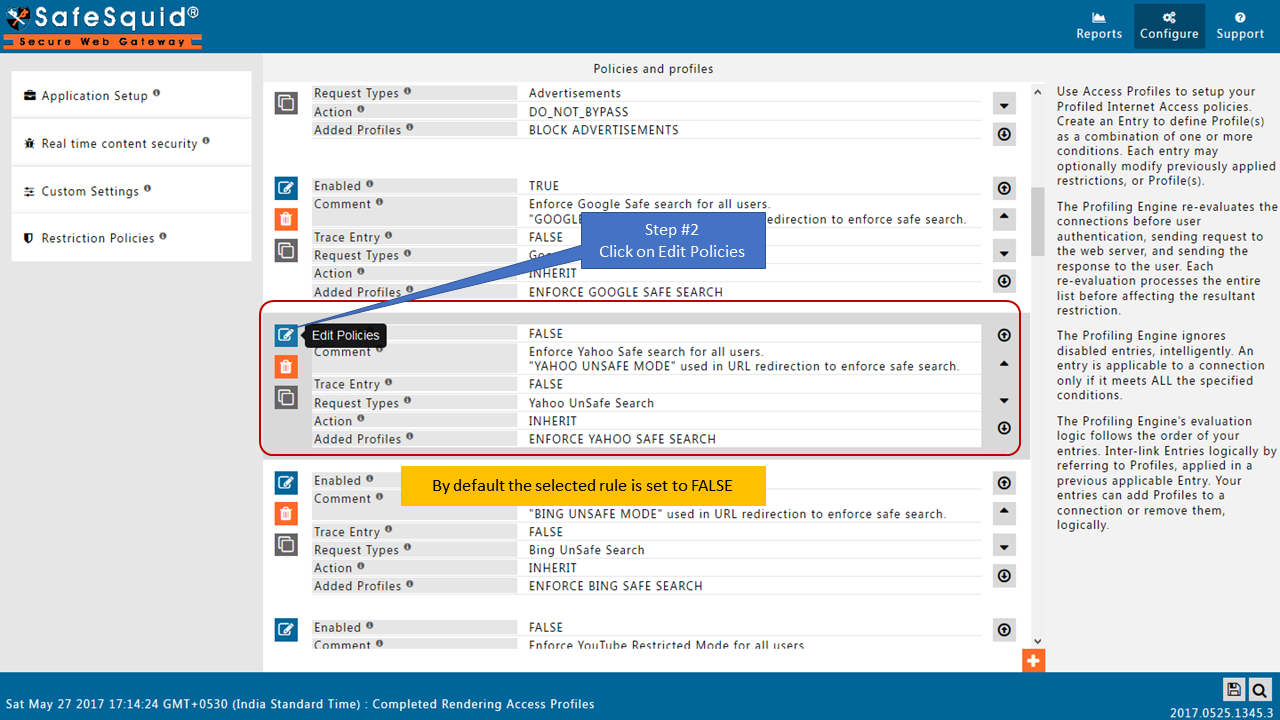 SafeSquid®
Secure Web Gateway
Reports
Configure
Support
Application Setup
Real time content security
Custom Settings
Restriction Policies
Policies and profiles
Request Types Advertisements
Action DO_NOT_BYPASS
Added Profiles BLOCK ADVERTISEMENTS
Enabled TRUE
Comment Enforce Google Safe search for all users.
"GOOGLE redirection to enforce safe search.
Trace Entry FALSE
Request Types
Action INHERIT
Added Profiles ENFORCE GOOGLE SAFE SEARCH
Step #2
Click on Edit Policies
Edit Policies
FALSE
Comment Enforce Yahoo Safe search for all users.
"YAHOO UNSAFE MODE" used in URL redirection to enforce safe search.
Trace Entry FALSE
Request Types Yahoo UnSafe Search
Action INHERIT
Added Profiles ENFORCE YAHOO SAFE SEARCH
Enabled
By default the selected rule is set to FALSE
Comment
"BING UNSAFE MODE" used in URL redirection to enforce safe search.
Trace Entry FALSE
Request Types Bing UnSafe Search
Action INHERIT
Added Profiles ENFORCE BING SAFE SEARCH
Enabled FALSE
Comment Enforce YouTube Restricted Mode for all users
Use Access Profiles to setup your
Profiled Internet Access policies.
Create an Entry to define Profile(s)
as a combination of one or more
conditions. Each entry may
optionally modify previously applied
restrictions, or Profile(s).
The Profiling Engine re-evaluates the
connections before user
authentication, sending request to
the web server, and sending the
response to the user. Each
re-evaluation processes the entire
list before affecting the resultant
restriction.
The Profiling Engine ignores
disabled entries, intelligently. An
entry is applicable to a connection
only if it meets ALL the specified
conditions.
The Profiling Engine's evaluation
logic follows the order of your
entries. Inter-link Entries logically by
referring to Profiles, applied in a
previous applicable Entry. Your
entries can add Profiles to a
connection or remove them,
logically.
Sat May 27 2017 17:14:24 GMT+0530 (India Standard Time) : Completed Rendering Access Profiles
2017.0525.1345.3